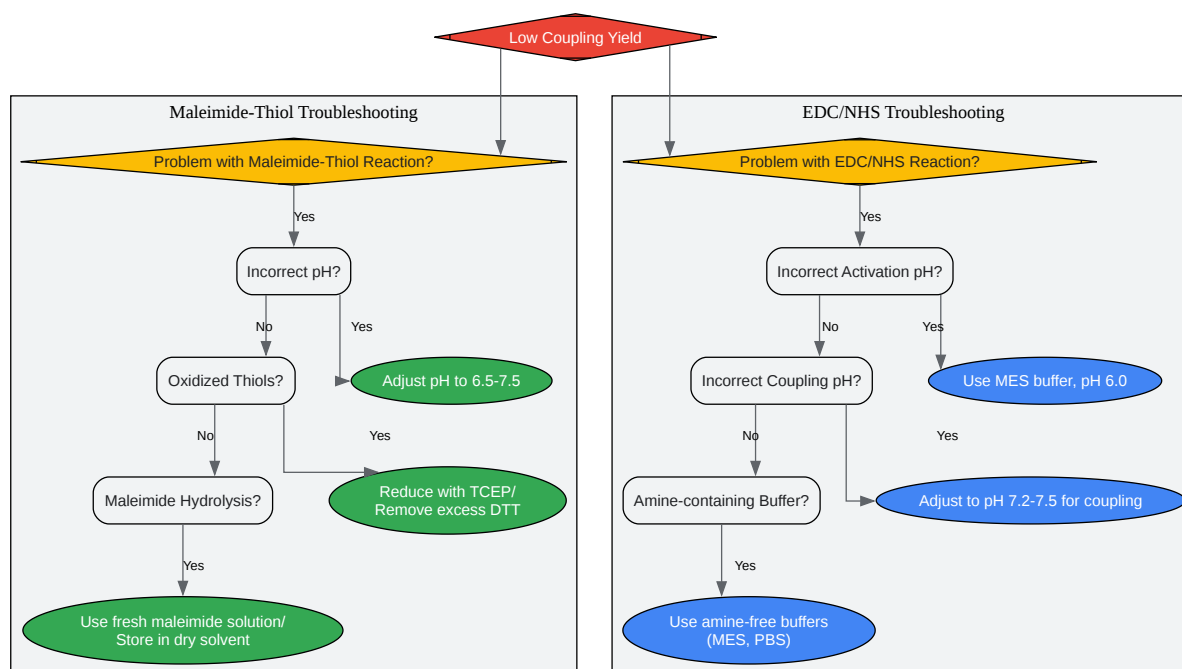 Low Coupling Yield
Maleimide-Thiol Troubleshooting
Problem with Maleimide-Thiol Reaction?
Yes
Incorrect pH?
No
Yes
Oxidized Thiols?
Adjust pH to 6.5-7.5
No
Yes
Maleimide Hydrolysis?
Reduce with TCEP/
Remove excess DTT
Yes
Use fresh maleimide solution/
Store in dry solvent
EDC/NHS Troubleshooting
Problem with EDC/NHS Reaction?
Yes
Incorrect Activation pH?
No
Yes
Incorrect Coupling pH?
Use MES buffer, pH 6.0
No
Yes
Amine-containing Buffer?
Adjust to pH 7.2-7.5 for coupling
Yes
Use amine-free buffers
(MES, PBS)